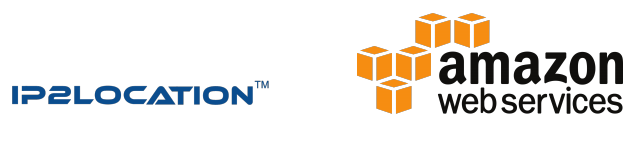 IP2LOCATION™
amazon
web services